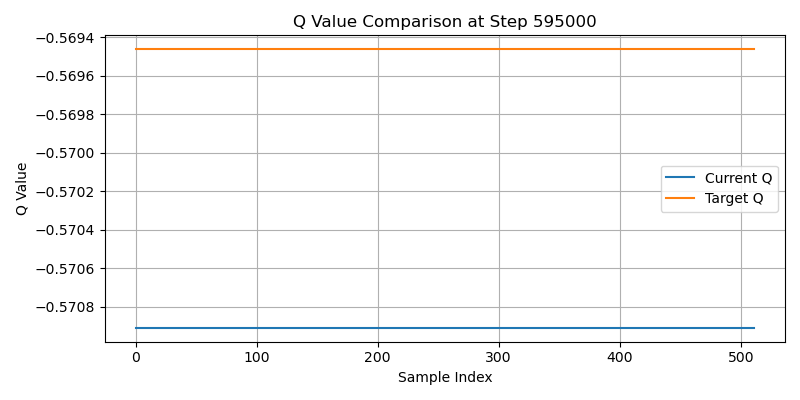 Q Value Comparison at Step 595000
−0.5694
−0.5696
−0.5698
−0.5700
−0.5702
−0.5704
−0.5706
−0.5708
Q Value
Current Q
Target Q
0 100 200 300 400 500
Sample Index